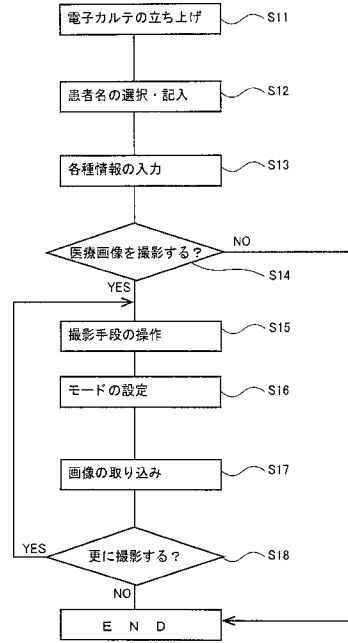 電子カルテの立ち上げ S11
患者名の選択・記入 S12
各種情報の入力 S13
医療画像を撮影する? NO
S14
YES
撮影手段の操作 S15
モードの設定 S16
画像の取り込み S17
YES 更に撮影する? S18
NO
E N D